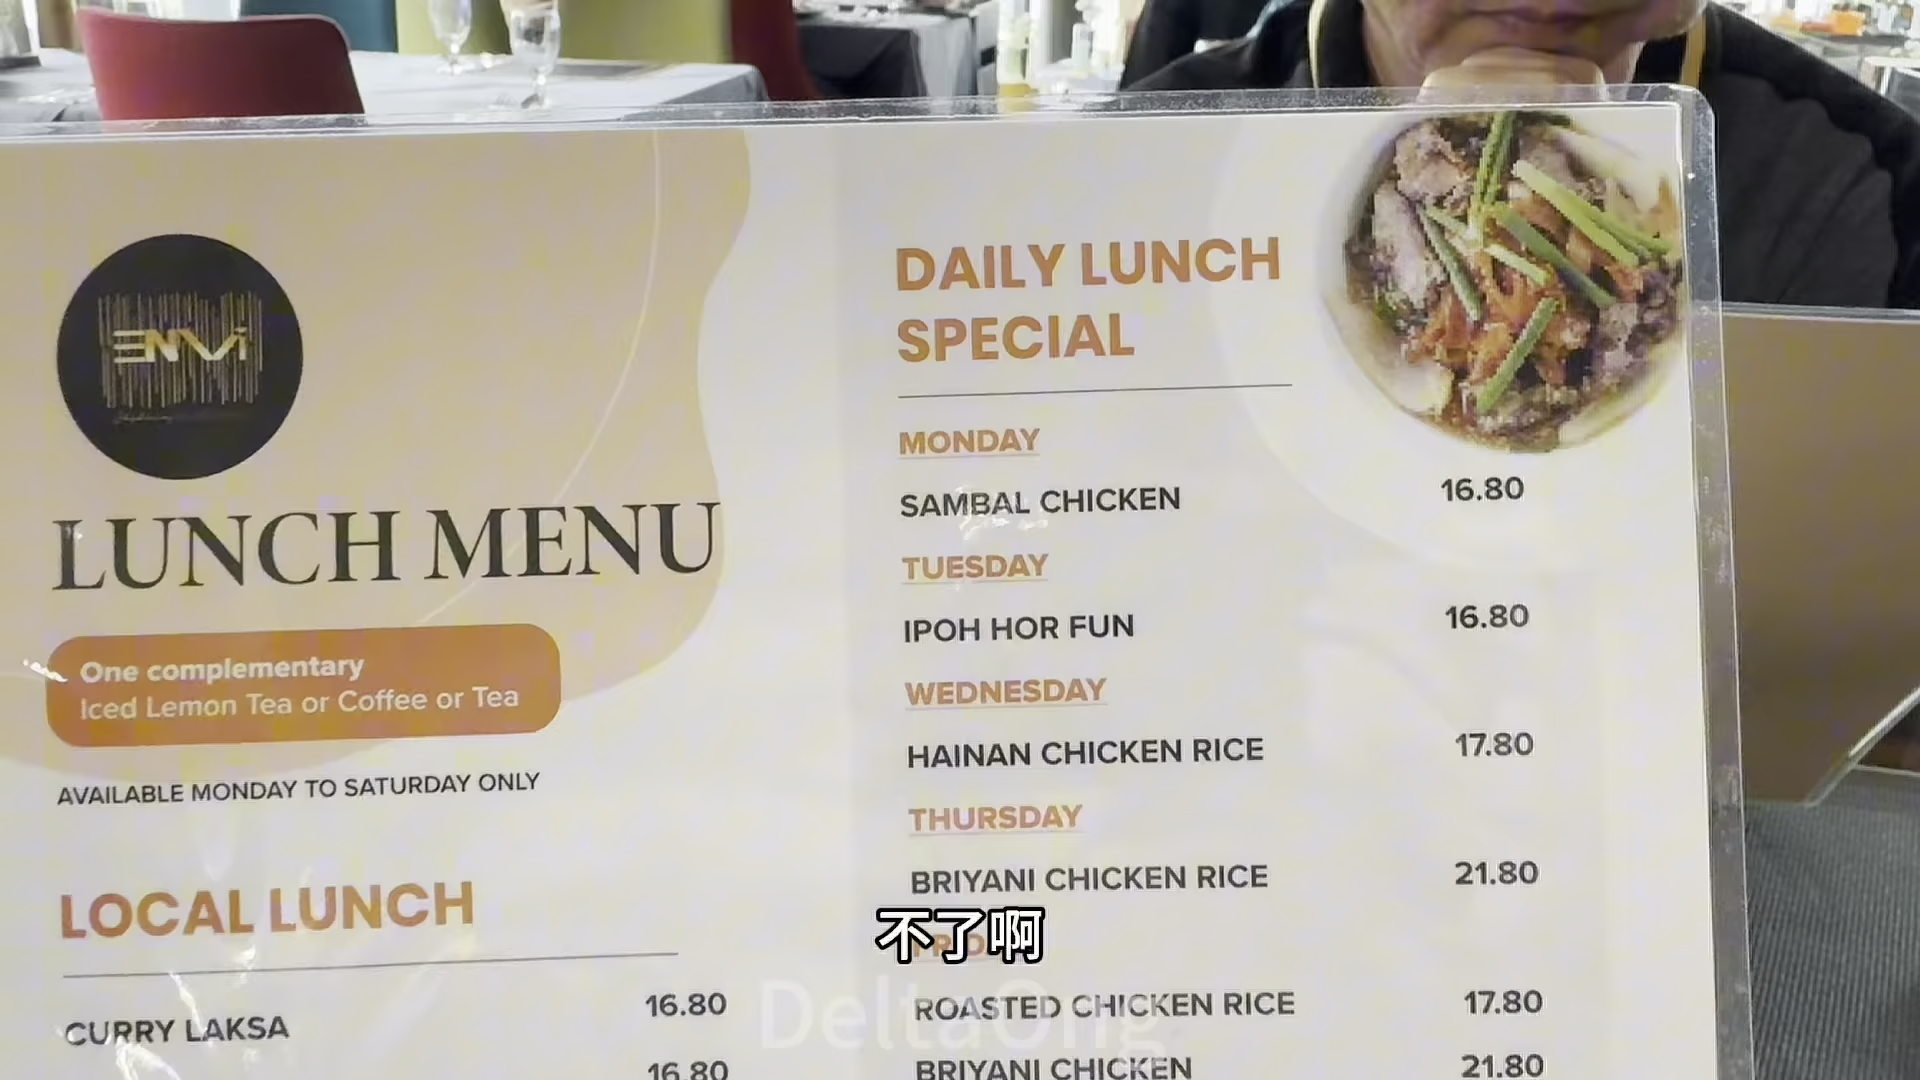 ENVi
LUNCH MENU
One complementary
Iced Lemon Tea or Coffee or Tea
AVAILABLE MONDAY TO SATURDAY ONLY
LOCAL LUNCH
CURRY LAKSA 16.80
16.80
DAILY LUNCH
SPECIAL
MONDAY
SAMBAL CHICKEN 16.80
TUESDAY
IPOH HOR FUN 16.80
WEDNESDAY
HAINAN CHICKEN RICE 17.80
THURSDAY
BRIYANI CHICKEN RICE 21.80
不了啊
ROASTED CHICKEN RICE 17.80
BRIYANI CHICKEN 21.80
DeltaOng